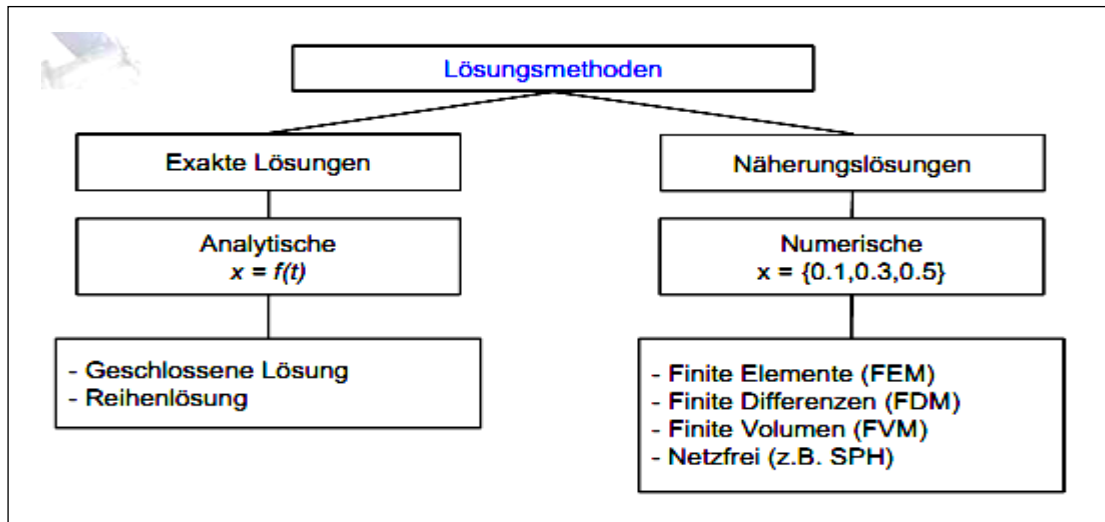 Lösungsmethoden
Exakte Lösungen
Näherungslösungen
Analytische
x = f(t)
Numerische
x = {0.1,0.3,0.5}
- Geschlossene Lösung
- Reihenlösung
- Finite Elemente (FEM)
- Finite Differenzen (FDM)
- Finite Volumen (FVM)
- Netzfrei (z.B. SPH)